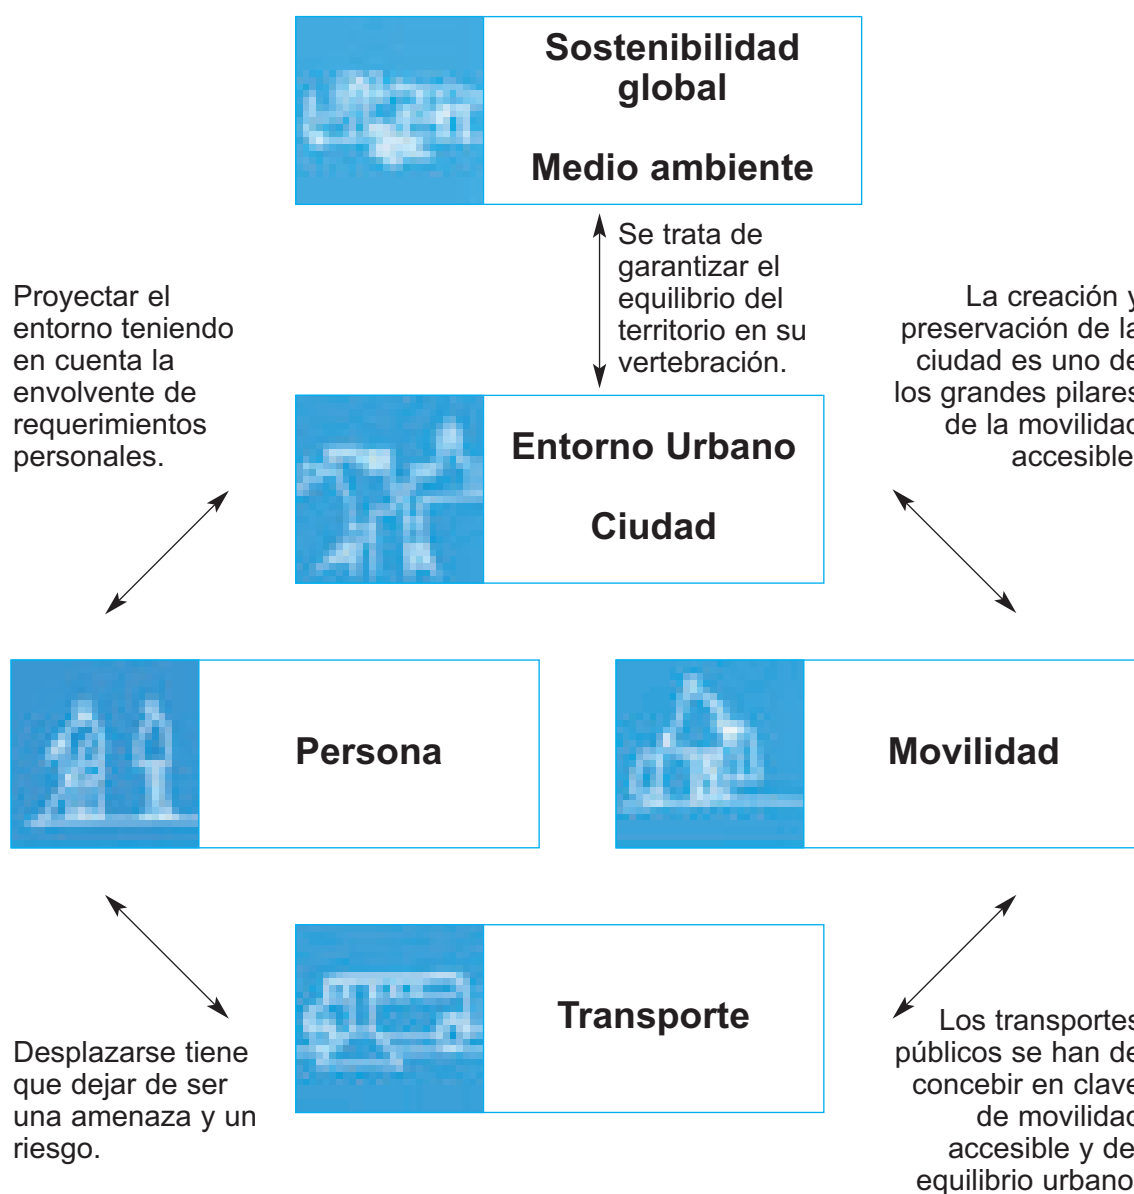 Sostenibilidad
global
Medio ambiente
Se trata de
garantizar el
equilibrio del
territorio en su
vertebración.
Proyectar el
entorno teniendo
en cuenta la
envolvente de
requerimientos
personales.
La creación y
preservación de la
ciudad es uno de
los grandes pilares
de la movilidad
accesible
Entorno Urbano
Ciudad
Persona
Movilidad
Transporte
Desplazarse tiene
que dejar de ser
una amenaza y un
riesgo.
Los transportes
públicos se han de
concebir en clave
de movilidad
accesible y de
equilibrio urbano.